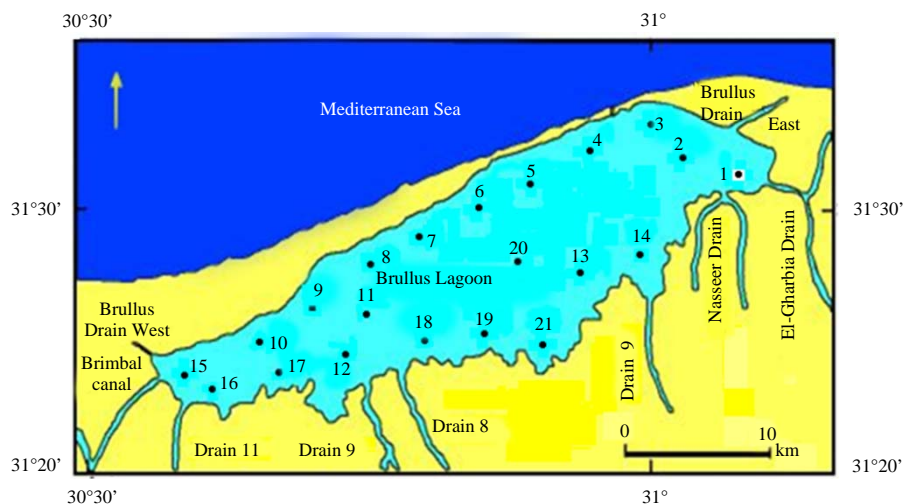 30°30'
31°
Mediterranean Sea
Brullus
Drain
East
3
4
2
1
5
6
31°30'
31°30'
7
14
20
13
8
Brullus Lagoon
Nasseer Drain
El-Gharbia Drain
9
11
Brullus
Drain West
18
19
21
10
12
Brimbal
canal
15
17
16
Drain 9
Drain 8
Drain 11
Drain 9
0
10
km
31°20'
31°20'
30°30'
31°